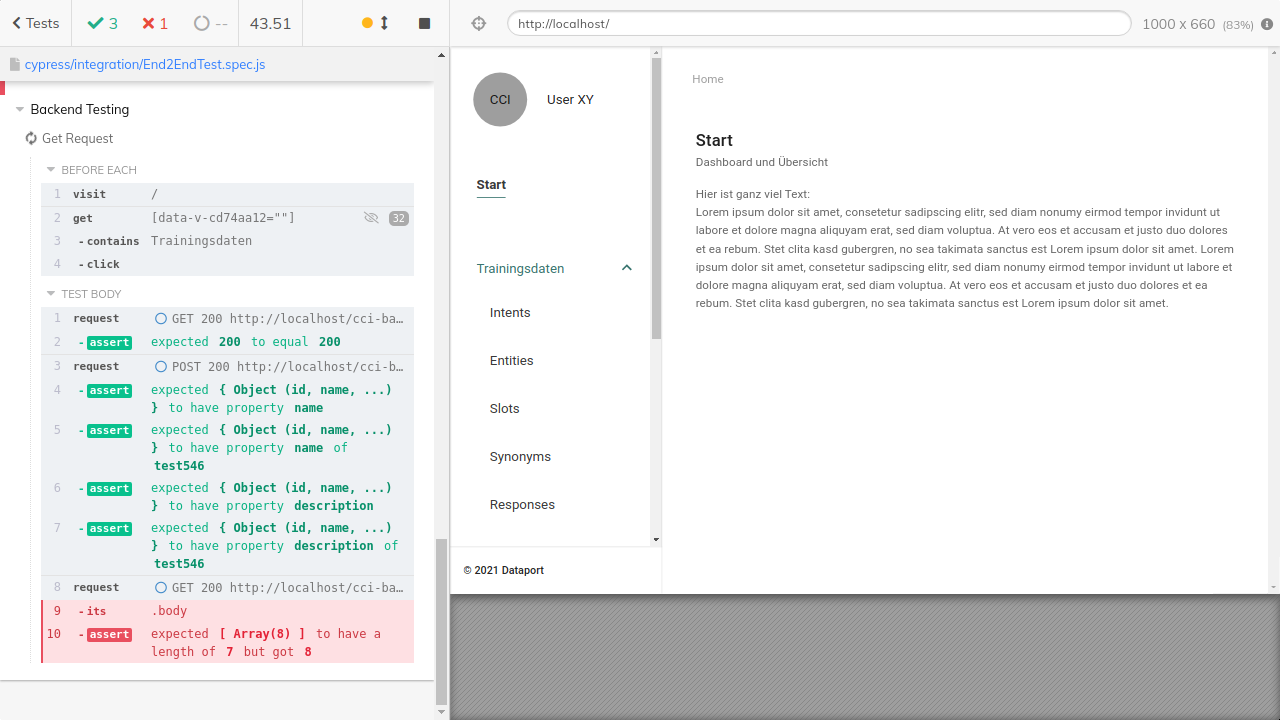 Tests
3
1
--
43.51
http://localhost/
1000 x 660 (83%)
cypress/integration/End2EndTest.spec.js
Backend Testing
Get Request
BEFORE EACH
1 visit /
2 get [data-v-cd74aa12=""] 32
3 - contains Trainingsdaten
4 - click
TEST BODY
1 request GET 200 http://localhost/cci-ba…
2 - assert expected 200 to equal 200
3 request POST 200 http://localhost/cci-b…
4 - assert expected { Object (id, name, ...)
} to have property name
5 - assert expected { Object (id, name, ...)
} to have property name of
test546
6 - assert expected { Object (id, name, ...)
} to have property description
7 - assert expected { Object (id, name, ...)
} to have property description of
test546
8 request GET 200 http://localhost/cci-ba…
9 - its .body
10 - assert expected [ Array(8) ] to have a
length of 7 but got 8
CCI
User XY
Start
Trainingsdaten
Intents
Entities
Slots
Synonyms
Responses
© 2021 Dataport
Home
Start
Dashboard und Übersicht
Hier ist ganz viel Text:
Lorem ipsum dolor sit amet, consetetur sadipscing elitr, sed diam nonumy eirmod tempor invidunt ut
labore et dolore magna aliquyam erat, sed diam voluptua. At vero eos et accusam et justo duo dolores
et ea rebum. Stet clita kasd gubergren, no sea takimata sanctus est Lorem ipsum dolor sit amet. Lorem
ipsum dolor sit amet, consetetur sadipscing elitr, sed diam nonumy eirmod tempor invidunt ut labore et
dolore magna aliquyam erat, sed diam voluptua. At vero eos et accusam et justo duo dolores et ea
rebum. Stet clita kasd gubergren, no sea takimata sanctus est Lorem ipsum dolor sit amet.